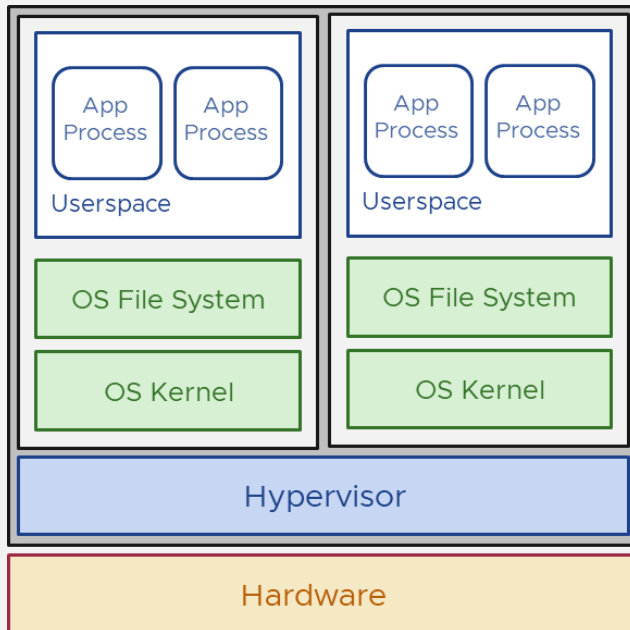 App
Process
App
Process
Userspace
OS File System
OS Kernel
App
Process
App
Process
Userspace
OS File System
OS Kernel
Hypervisor
Hardware